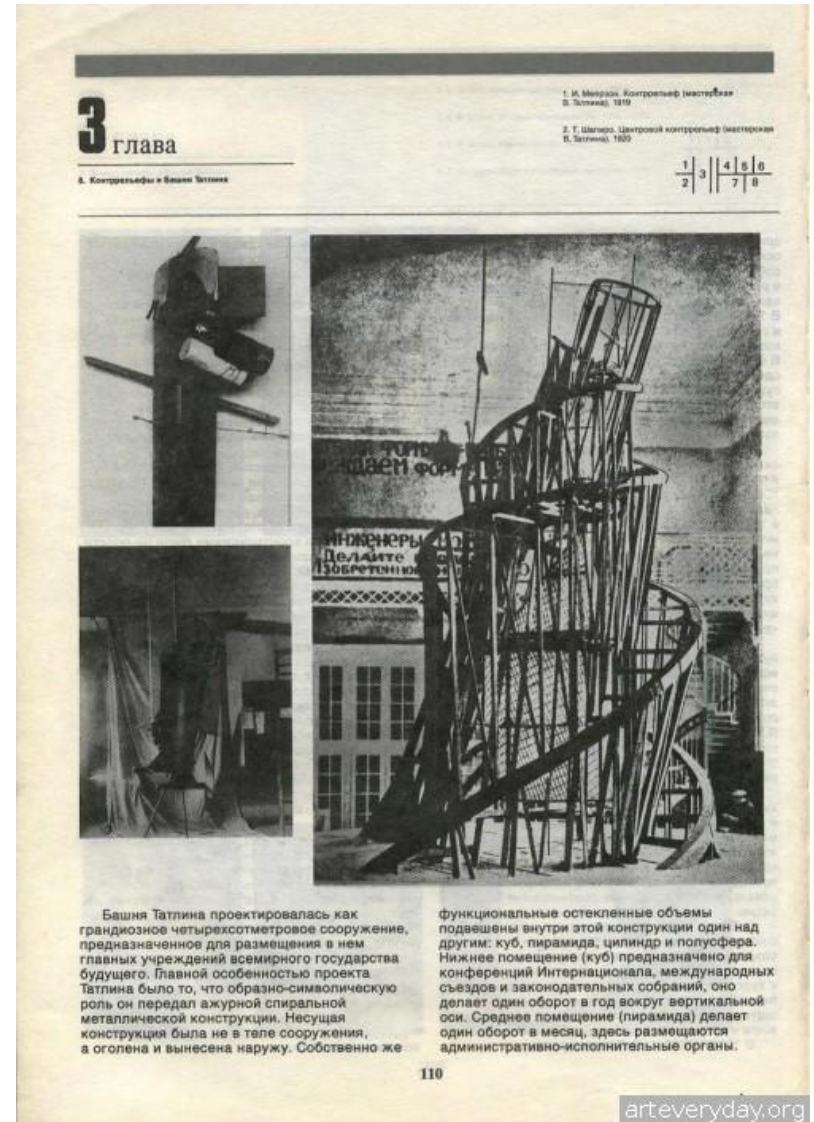 3 глава
8. Контррельефы и Башня Татлина
1. И. Меерзон. Контррельеф (мастерская
В. Татлина). 1919
2. Т. Шапиро. Центровой контррельеф (мастерская
В. Татлина). 1920
1 3 4 5 6
2 7 8
ФОРМ
ИНЖЕНЕРЫ
ДЕЛАЙТЕ
Башня Татлина проектировалась как
грандиозное четырехсотметровое сооружение,
предназначенное для размещения в нем
главных учреждений всемирного государства
будущего. Главной особенностью проекта
Татлина было то, что образно-символическую
роль он передал ажурной спиральной
металлической конструкции. Несущая
конструкция была не в теле сооружения,
а оголена и вынесена наружу. Собственно же
функциональные остекленные объемы
подвешены внутри этой конструкции один над
другим: куб, пирамида, цилиндр и полусфера.
Нижнее помещение (куб) предназначено для
конференций Интернационала, международных
съездов и законодательных собраний, оно
делает один оборот в год вокруг вертикальной
оси. Среднее помещение (пирамида) делает
один оборот в месяц, здесь размещаются
административно-исполнительные органы.
110
arteveryday.org